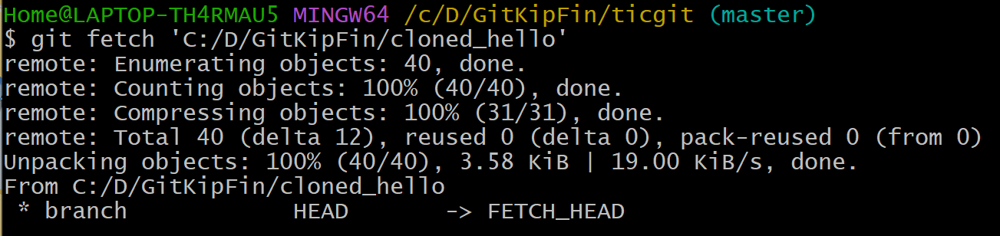 Home@LAPTOP-TH4RMAU5 MINGW64 /c/D/GitKipFin/ticgit (master)
$ git fetch 'C:/D/GitKipFin/cloned_hello'
remote: Enumerating objects: 40, done.
remote: Counting objects: 100% (40/40), done.
remote: Compressing objects: 100% (31/31), done.
remote: Total 40 (delta 12), reused 0 (delta 0), pack-reused 0 (from 0)
Unpacking objects: 100% (40/40), 3.58 KiB | 19.00 KiB/s, done.
From C:/D/GitKipFin/cloned_hello
 * branch            HEAD       -> FETCH_HEAD